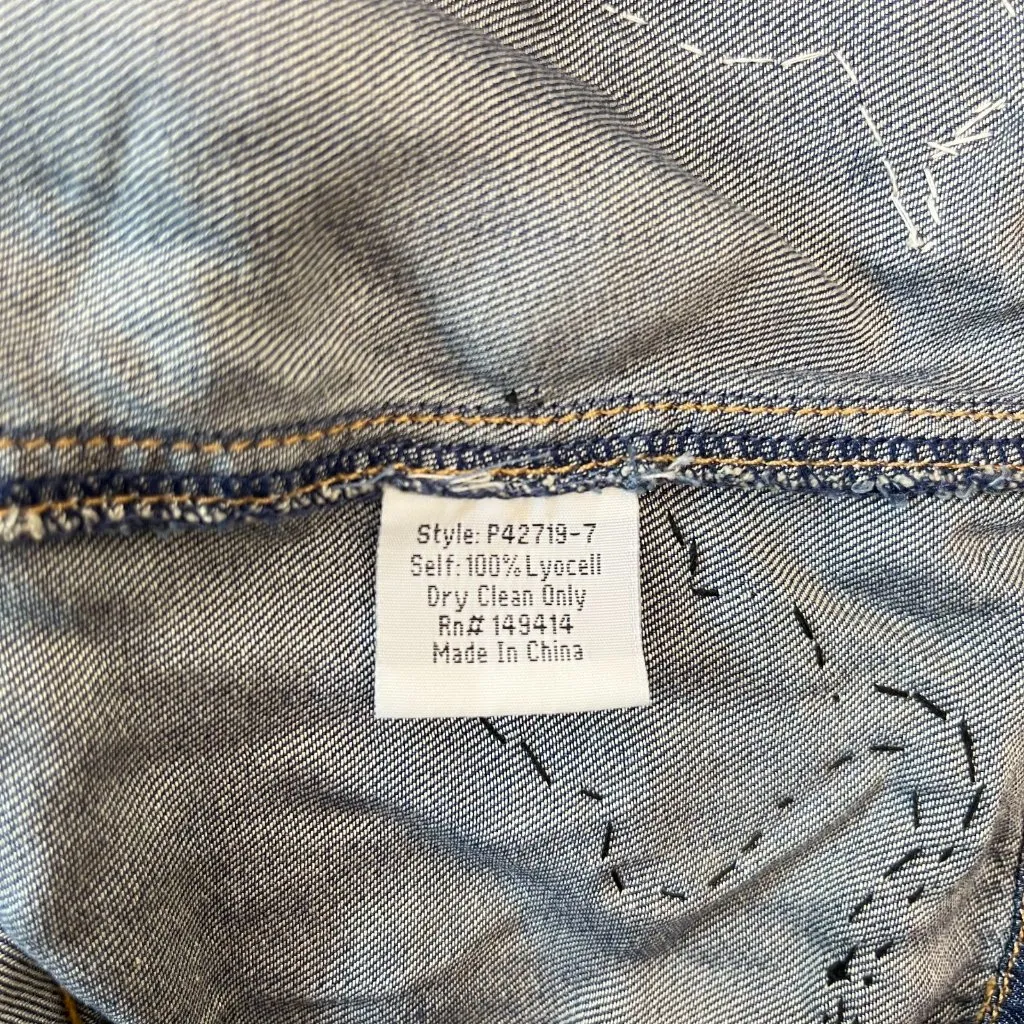 Style: P42719-7
Self: 100% Lyocell
Dry Clean Only
Rn# 149414
Made In China